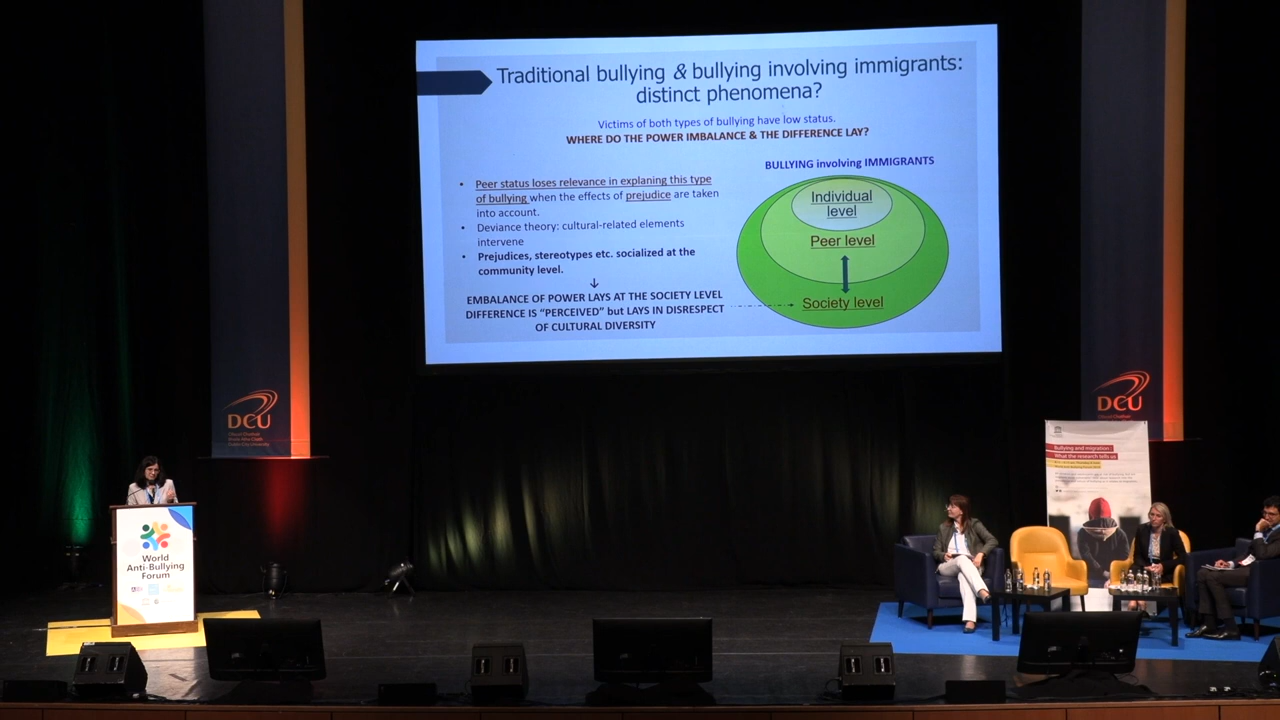 Traditional bullying & bullying involving immigrants:
distinct phenomena?
Victims of both types of bullying have low status.
WHERE DO THE POWER IMBALANCE & THE DIFFERENCE LAY?
• Peer status loses relevance in explaning this type
of bullying when the effects of prejudice are taken
into account.
• Deviance theory: cultural-related elements
intervene
• Prejudices, stereotypes etc. socialized at the
community level.
↓
EMBALANCE OF POWER LAYS AT THE SOCIETY LEVEL
DIFFERENCE IS “PERCEIVED” but LAYS IN DISRESPECT
OF CULTURAL DIVERSITY
BULLYING involving IMMIGRANTS
Individual
level
Peer level
Society level
DCU
DCU
World
Anti-Bullying
Forum
Bullying and migration
What the research tells us